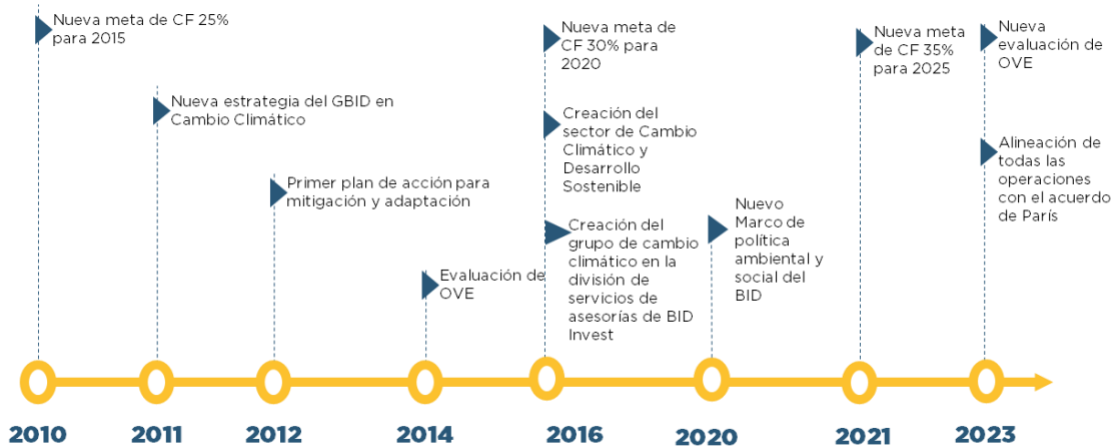 Nueva meta de CF 25%
para 2015
Nueva estrategia del GBID en
Cambio Climático
Primer plan de acción para
mitigación y adaptación
Evaluación de
OVE
Nueva meta de
CF 30% para
2020
Creación del
sector de Cambio
Climático y
Desarrollo
Sostenible
Creación del
grupo de cambio
climático en la
división de
servicios de
asesorías de BID
Invest
Nuevo
Marco de
política
ambiental y
social del
BID
Nueva meta
de CF 35%
para 2025
Nueva
evaluación de
OVE
Alineación de
todas las
operaciones
con el acuerdo
de París
2010
2011
2012
2014
2016
2020
2021
2023